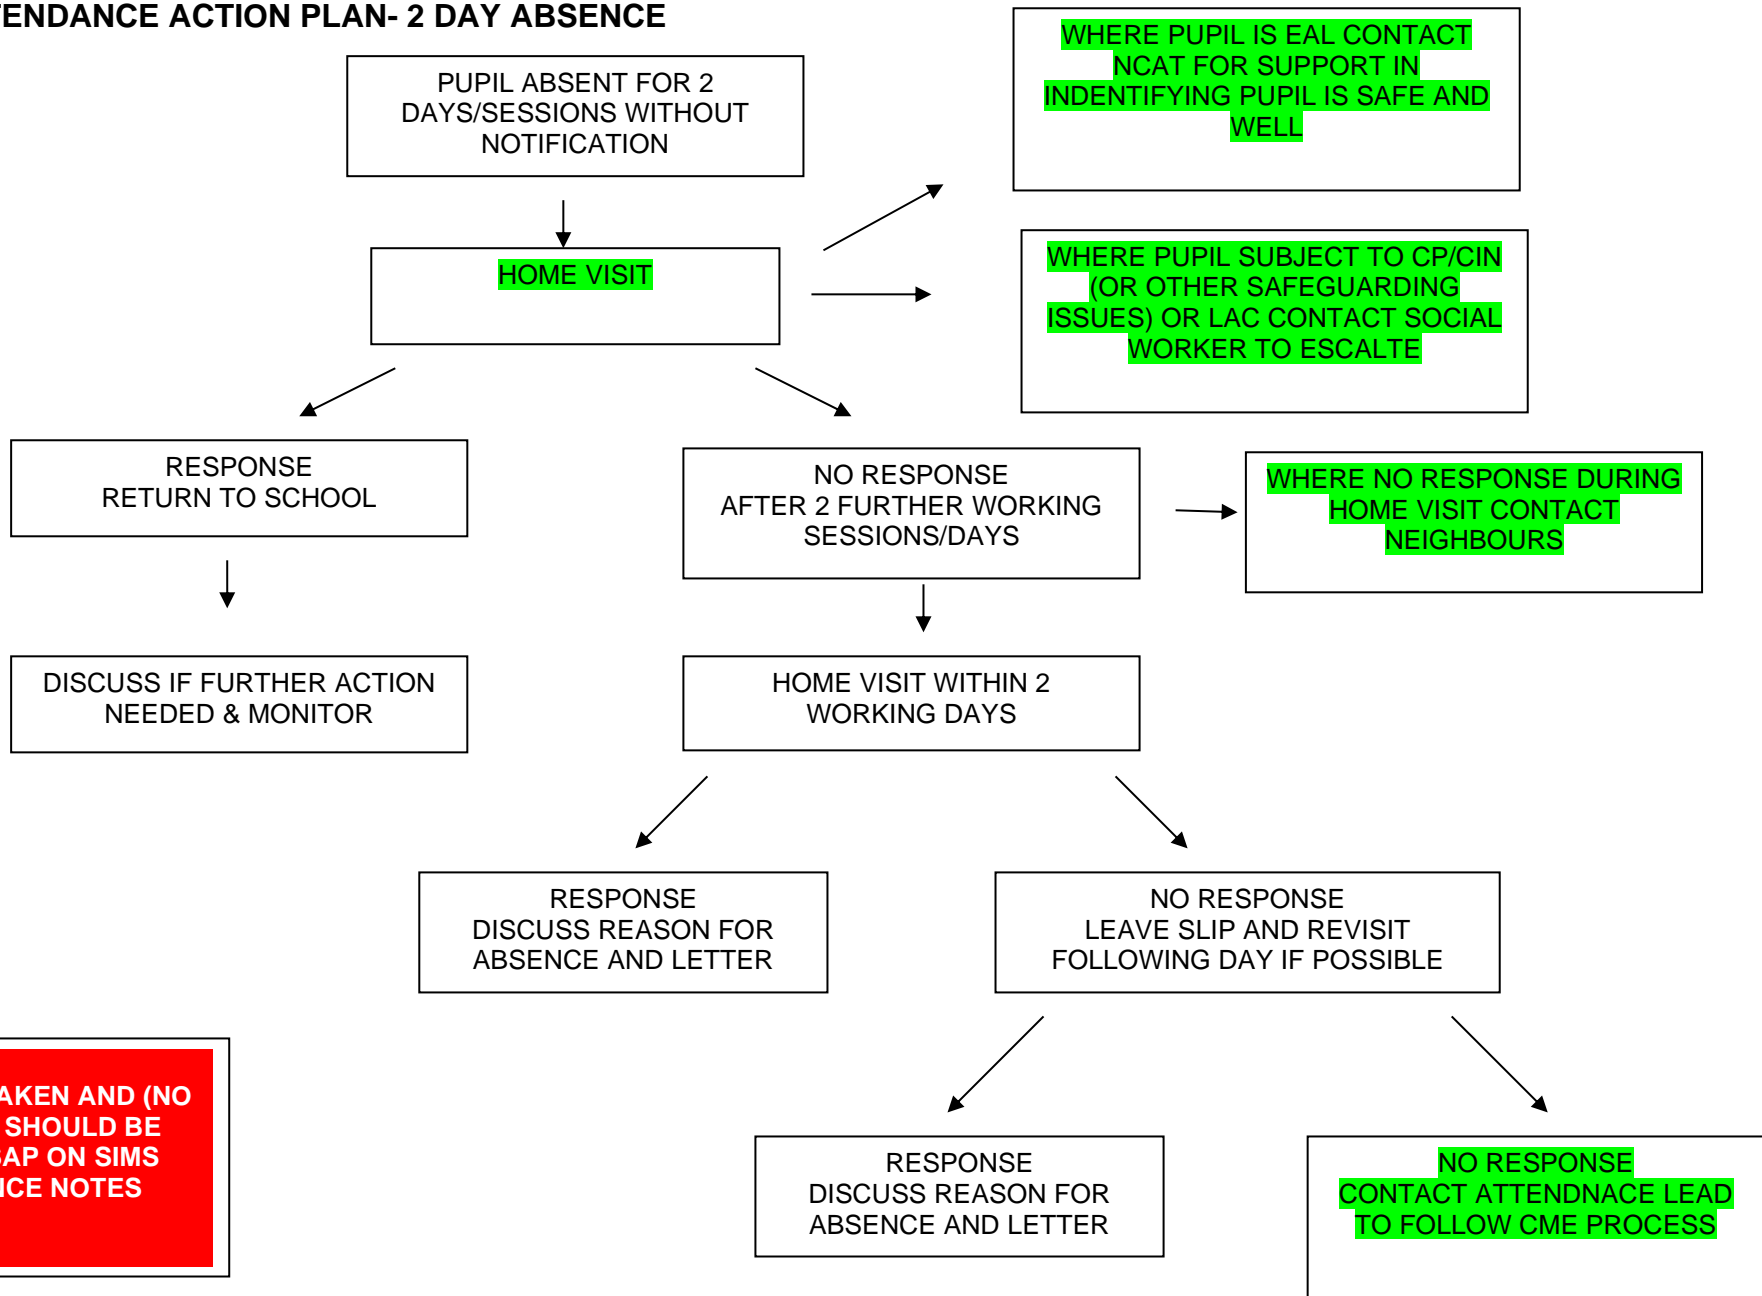 TENDANCE ACTION PLAN- 2 DAY ABSENCE
PUPIL ABSENT FOR 2
DAYS/SESSIONS WITHOUT
NOTIFICATION
WHERE PUPIL IS EAL CONTACT
NCAT FOR SUPPORT IN
INDENTIFYING PUPIL IS SAFE AND
WELL
HOME VISIT
WHERE PUPIL SUBJECT TO CP/CIN
(OR OTHER SAFEGUARDING
ISSUES) OR LAC CONTACT SOCIAL
WORKER TO ESCALTE
RESPONSE
RETURN TO SCHOOL
NO RESPONSE
AFTER 2 FURTHER WORKING
SESSIONS/DAYS
WHERE NO RESPONSE DURING
HOME VISIT CONTACT
NEIGHBOURS
DISCUSS IF FURTHER ACTION
NEEDED & MONITOR
HOME VISIT WITHIN 2
WORKING DAYS
RESPONSE
DISCUSS REASON FOR
ABSENCE AND LETTER
NO RESPONSE
LEAVE SLIP AND REVISIT
FOLLOWING DAY IF POSSIBLE
AKEN AND (NO
SHOULD BE
SAP ON SIMS
NCE NOTES
RESPONSE
DISCUSS REASON FOR
ABSENCE AND LETTER
NO RESPONSE
CONTACT ATTENDNACE LEAD
TO FOLLOW CME PROCESS